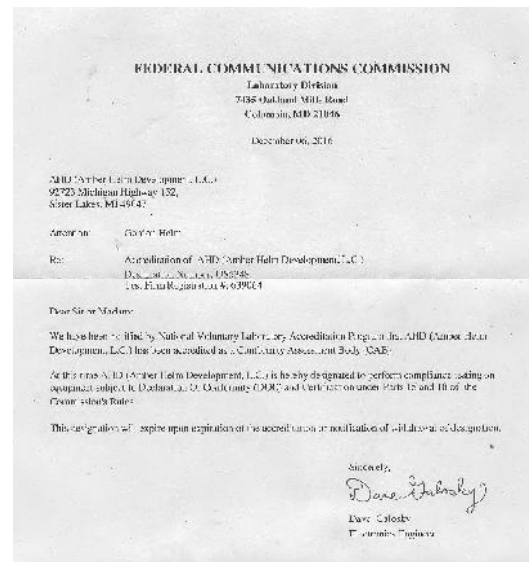 FEDERAL COMMUNICATIONS COMMISSION
Laboratory Division
7435 Oakland Mills Road
Columbia, MD 21046
December 06, 2016
AHD (Amber Helm Development, L.C.)
92723 Michigan Highway 152,
Sister Lakes, MI 49047
Attention: Gordon Helm
Re: Accreditation of AHD (Amber Helm Development, L.C.)
Designation Number:
Test Firm Registration #: 639064
Dear Sir or Madam:
We have been notified by National Voluntary Laboratory Accreditation Program that AHD (Amber Helm
Development, L.C.) has been accredited as a Conformity Assessment Body (CAB).
At this time AHD (Amber Helm Development, L.C.) is hereby designated to perform compliance testing on
equipment subject to Declaration Of Conformity (DOC) and Certification under Parts 15 and 18 of the
Commission's Rules.
This designation will expire upon expiration of the accreditation or notification of withdrawal of designation.
Sincerely,
Dave
Dave
Electronics Engineer